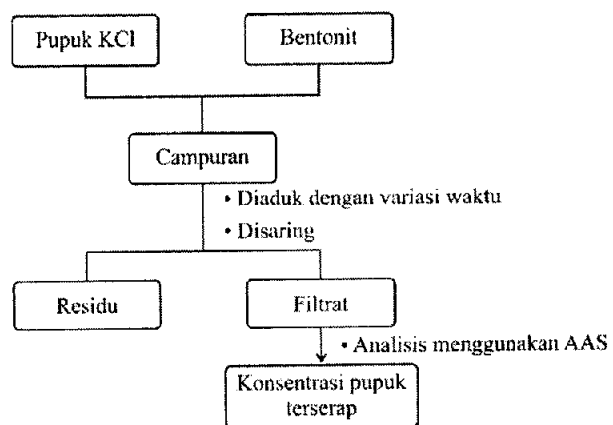 Pupuk KCl
Bentonit
Campuran
• Diaduk dengan variasi waktu
• Disaring
Residu
Filtrat
• Analisis menggunakan AAS
Konsentrasi pupuk
terserap